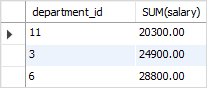 department_id SUM(salary)
11 20300.00
3 24900.00
6 28800.00